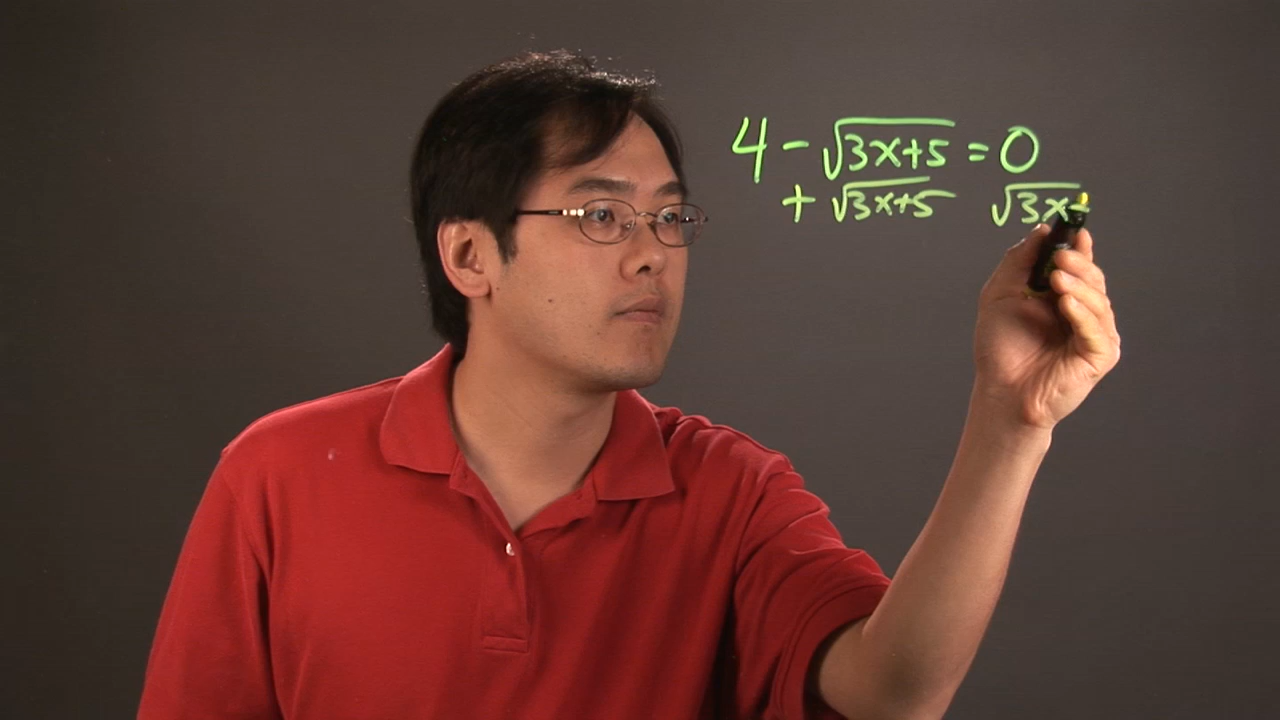 4 - √3x+5 = 0
+ √3x+5 √3x+